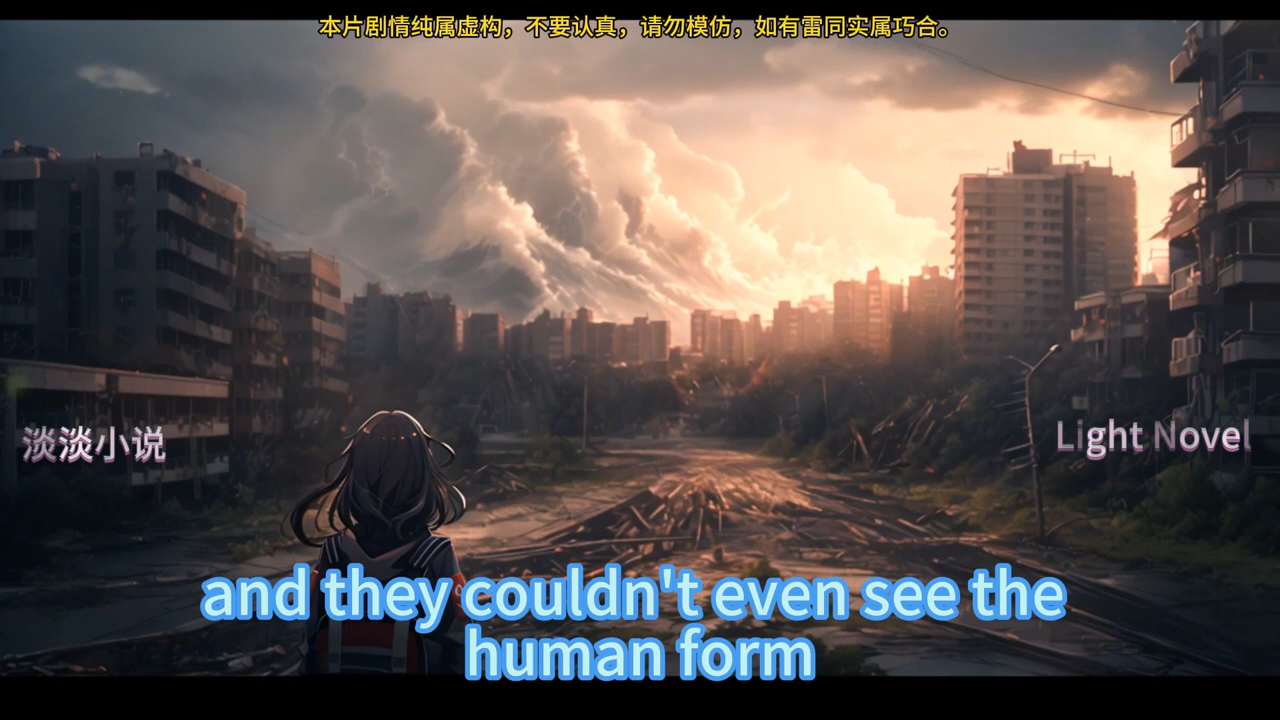 本片剧情纯属虚构，不要认真，请勿模仿，如有雷同实属巧合。
淡淡小说
Light Novel
and they couldn't even see the
human form